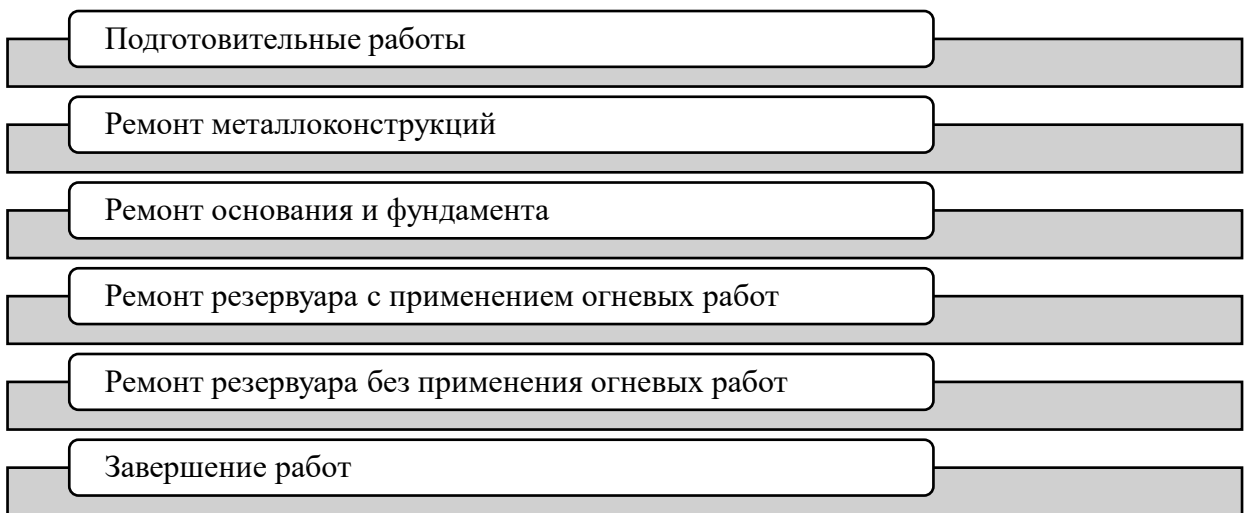 Подготовительные работы
Ремонт металлоконструкций
Ремонт основания и фундамента
Ремонт резервуара с применением огневых работ
Ремонт резервуара без применения огневых работ
Завершение работ